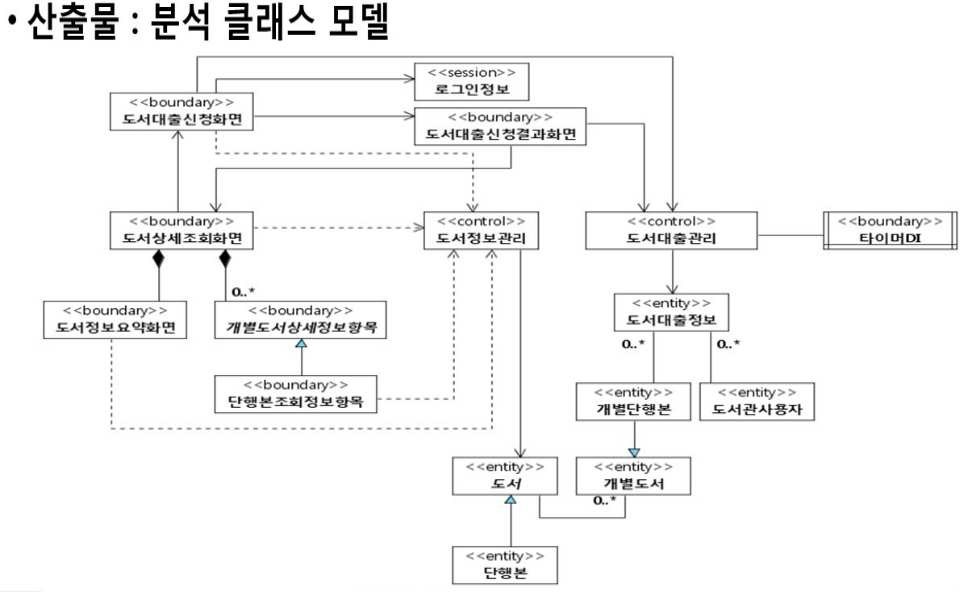 • 산출물 : 분석 클래스 모델
<<session>>
로그인정보
<<boundary>>
도서대출신청화면
<<boundary>>
도서대출신청결과화면
<<boundary>>
도서상세조회화면
<<control>>
도서정보관리
<<control>>
도서대출관리
<<boundary>>
타이머DI
0..*
<<boundary>>
도서정보요약화면
<<boundary>>
개별도서상세정보항목
<<entity>>
도서대출정보
0..*
0..*
<<boundary>>
단행본조회정보항목
<<entity>>
개별단행본
<<entity>>
도서관사용자
<<entity>>
도서
<<entity>>
개별도서
0..*
<<entity>>
단행본